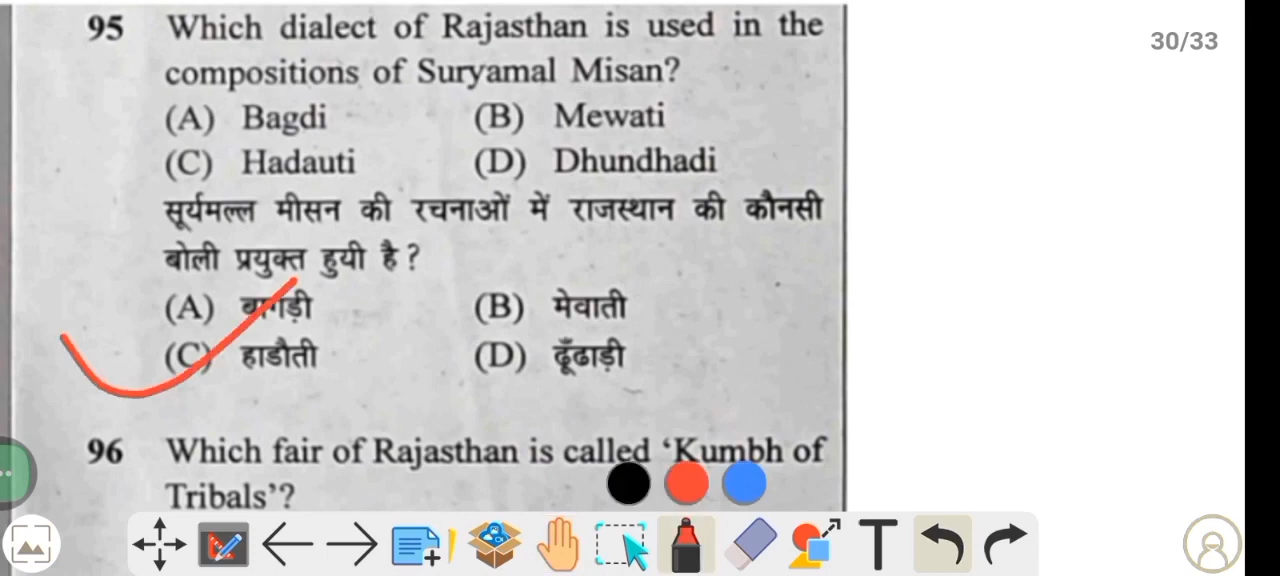 30/33
95 Which dialect of Rajasthan is used in the
compositions of Suryamal Misan?
(A) Bagdi (B) Mewati
(C) Hadauti (D) Dhundhadi
सूर्यमल्ल मीसन की रचनाओं में राजस्थान की कौनसी
बोली प्रयुक्त हुयी है ?
(A) बागड़ी (B) मेवाती
(C) हाडौती (D) ढूँढाड़ी
96 Which fair of Rajasthan is called ‘Kumbh of
Tribals’?
T